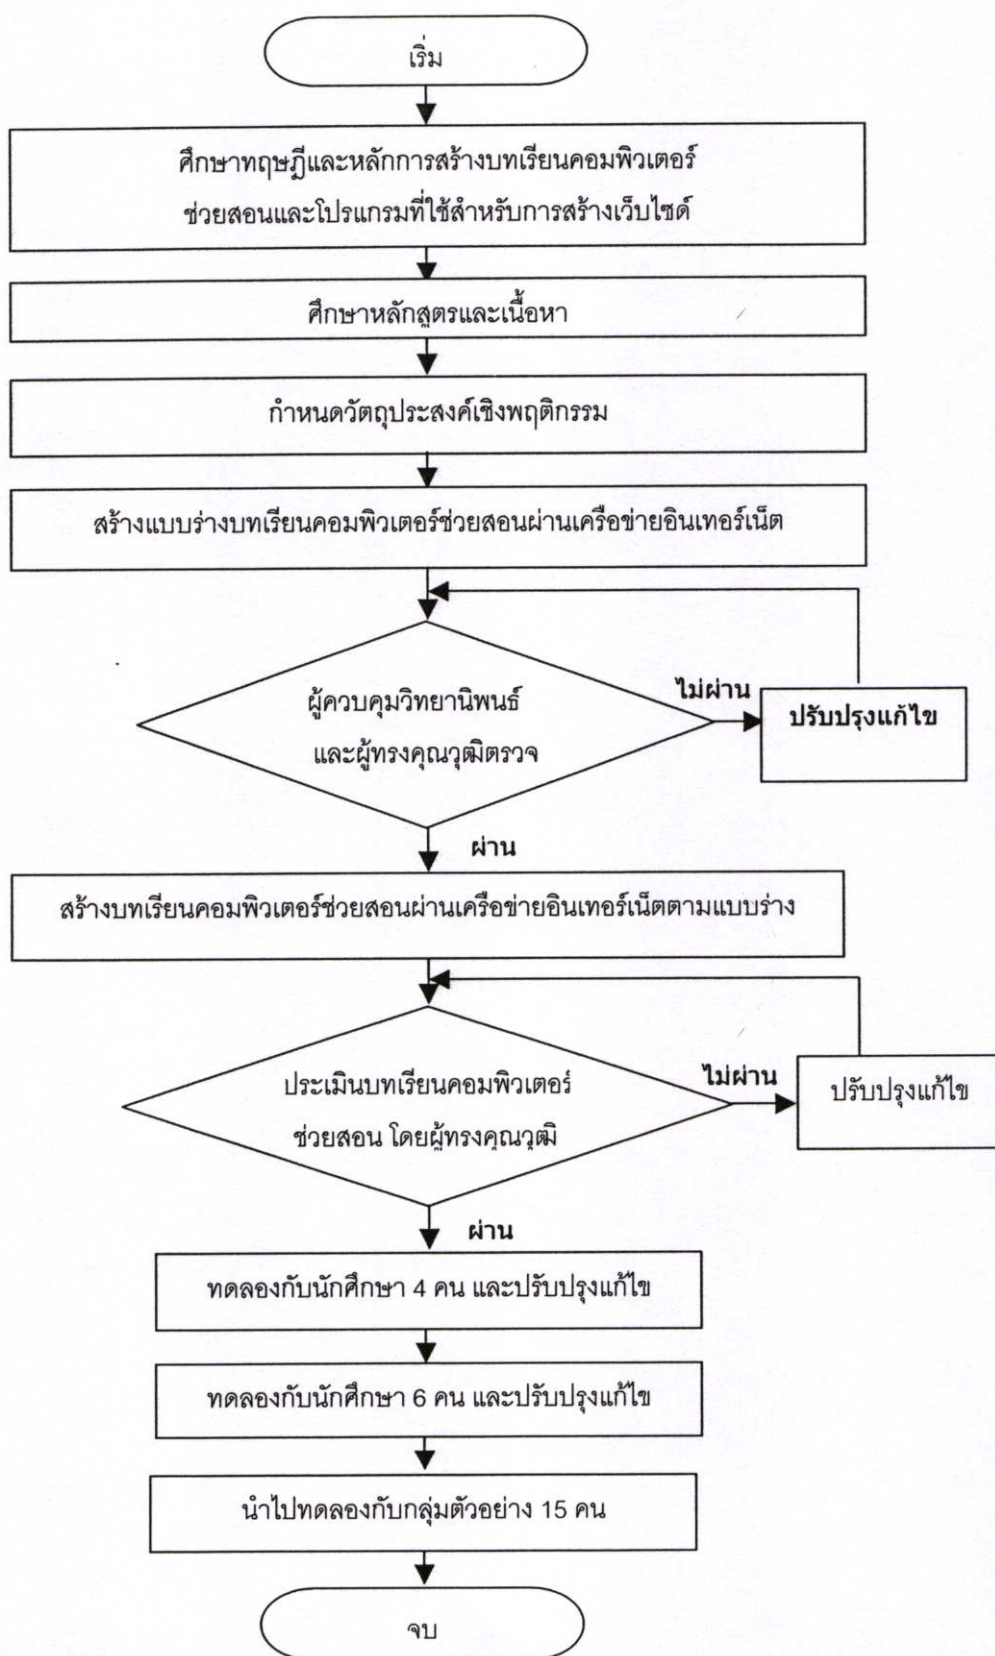 เริ่ม
ศึกษาทฤษฎีและหลักการสร้างบทเรียนคอมพิวเตอร์
ช่วยสอนและโปรแกรมที่ใช้สำหรับการสร้างเว็บไซด์
ศึกษาหลักสูตรและเนื้อหา
กำหนดวัตถุประสงค์เชิงพฤติกรรม
สร้างแบบร่างบทเรียนคอมพิวเตอร์ช่วยสอนผ่านเครือข่ายอินเทอร์เน็ต
ผู้ควบคุมวิทยานิพนธ์
และผู้ทรงคุณวุฒิตรวจ
ไม่ผ่าน
ปรับปรุงแก้ไข
ผ่าน
สร้างบทเรียนคอมพิวเตอร์ช่วยสอนผ่านเครือข่ายอินเทอร์เน็ตตามแบบร่าง
ประเมินบทเรียนคอมพิวเตอร์
ช่วยสอน โดยผู้ทรงคุณวุฒิ
ไม่ผ่าน
ปรับปรุงแก้ไข
ผ่าน
ทดลองกับนักศึกษา 4 คน และปรับปรุงแก้ไข
ทดลองกับนักศึกษา 6 คน และปรับปรุงแก้ไข
นำไปทดลองกับกลุ่มตัวอย่าง 15 คน
จบ